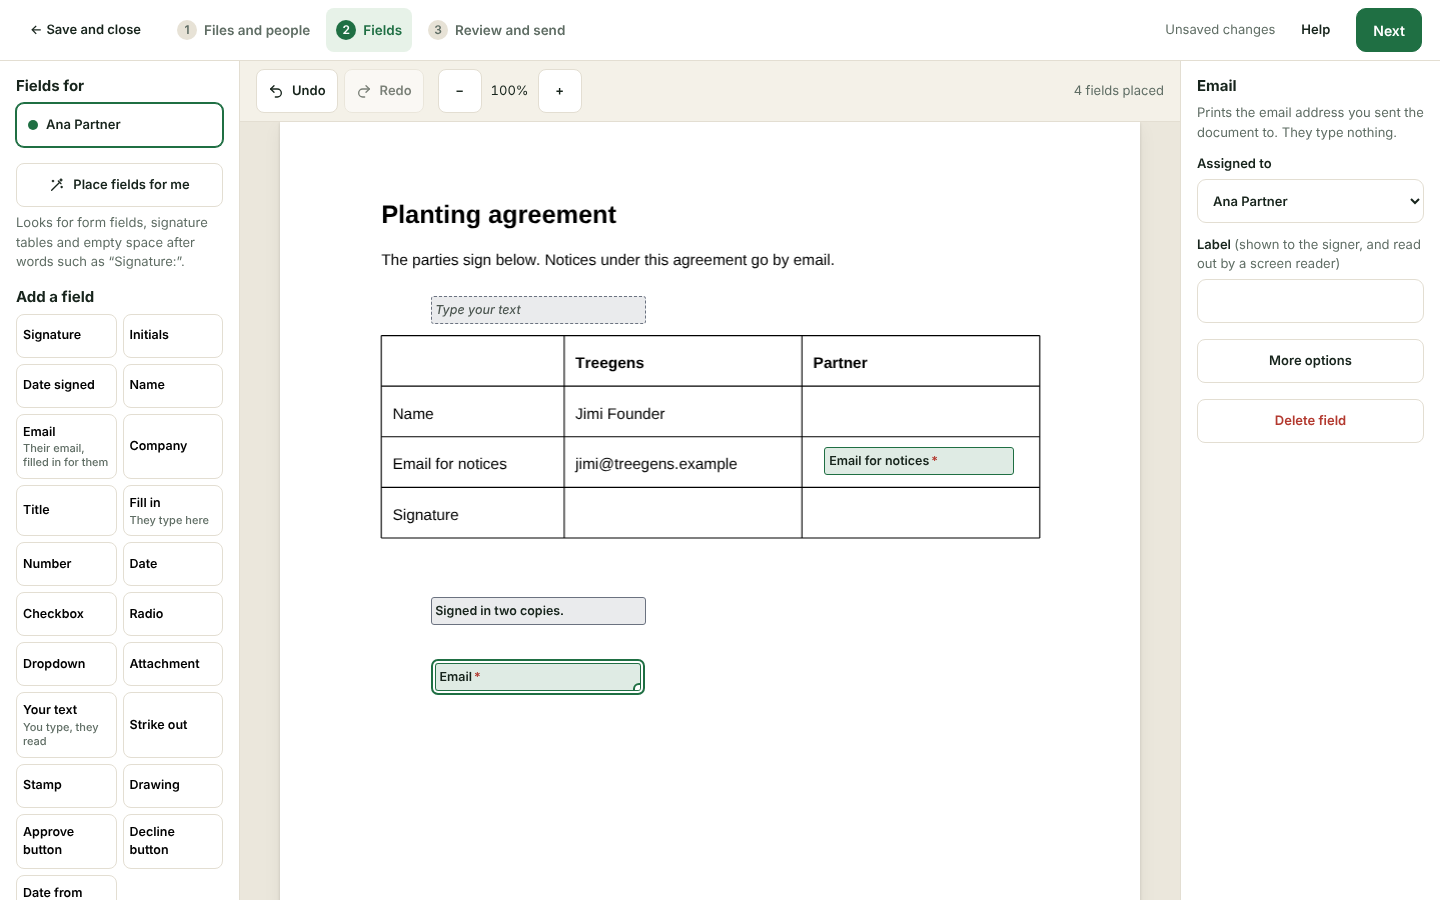 ← Save and close
1 Files and people
2 Fields
3 Review and send
Unsaved changes
Help
Next
Fields for
Ana Partner
Place fields for me
Looks for form fields, signature
tables and empty space after
words such as “Signature:”.
Add a field
Signature
Initials
Date signed
Name
Email
Their email,
filled in for them
Company
Title
Fill in
They type here
Number
Date
Checkbox
Radio
Dropdown
Attachment
Your text
You type, they
read
Strike out
Stamp
Drawing
Approve
button
Decline
button
Date from
Undo
Redo
−
100%
+
4 fields placed
Planting agreement
The parties sign below. Notices under this agreement go by email.
Type your text
Treegens
Partner
Name
Jimi Founder
Email for notices
jimi@treegens.example
Email for notices *
Signature
Signed in two copies.
Email *
Email
Prints the email address you sent the
document to. They type nothing.
Assigned to
Ana Partner
Label (shown to the signer, and read
out by a screen reader)
More options
Delete field